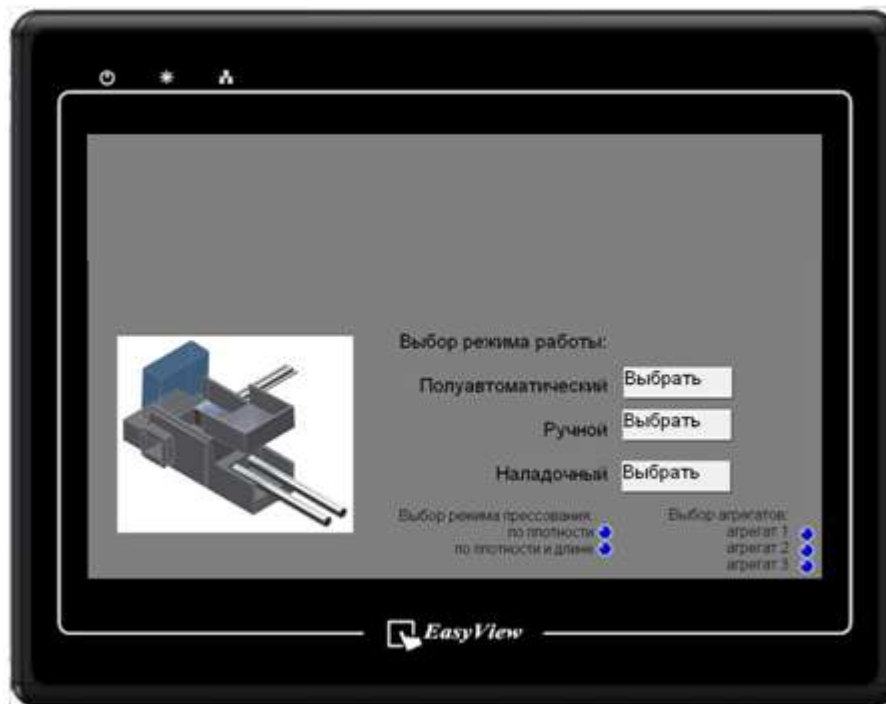 Выбор режима работы:
Полуавтоматический Выбрать
Ручной Выбрать
Наладочный Выбрать
Выбор режима прессования:
по плотности
по плотности и длине
Выбор агрегатов:
агрегат 1
агрегат 2
агрегат 3
EasyView